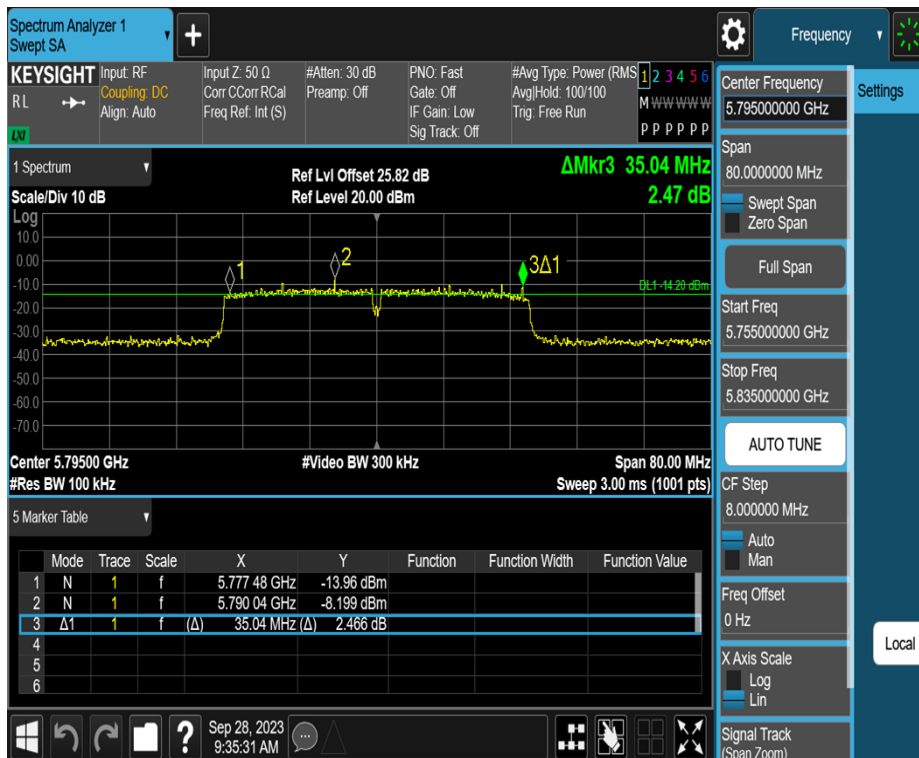 Spectrum Analyzer 1
Swept SA
+
Frequency
KEYSIGHT
RL
LXI
Input: RF
Coupling: DC
Align: Auto
Input Z: 50 Ω
Corr CCorr RCal
Freq Ref: Int (S)
#Atten: 30 dB
Preamp: Off
PNO: Fast
Gate: Off
IF Gain: Low
Sig Track: Off
#Avg Type: Power (RMS
Avg|Hold: 100/100
Trig: Free Run
1 2 3 4 5 6
M W W W W W
P P P P P P
1 Spectrum
Scale/Div 10 dB
Ref Lvl Offset 25.82 dB
Ref Level 20.00 dBm
ΔMkr3 35.04 MHz
2.47 dB
Log
10.0
0.00
-10.0
-20.0
-30.0
-40.0
-50.0
-60.0
-70.0
1
2
3Δ1
DL1 -14.20 dBm
Center 5.79500 GHz
#Res BW 100 kHz
#Video BW 300 kHz
Span 80.00 MHz
Sweep 3.00 ms (1001 pts)
5 Marker Table
Mode Trace Scale X Y Function Function Width Function Value
1 N 1 f 5.777 48 GHz -13.96 dBm
2 N 1 f 5.790 04 GHz -8.199 dBm
3 Δ1 1 f (Δ) 35.04 MHz (Δ) 2.466 dB
4
5
6
?
Sep 28, 2023
9:35:31 AM
Center Frequency
5.795000000 GHz
Span
80.0000000 MHz
Swept Span
Zero Span
Full Span
Start Freq
5.755000000 GHz
Stop Freq
5.835000000 GHz
AUTO TUNE
CF Step
8.000000 MHz
Auto
Man
Freq Offset
0 Hz
X Axis Scale
Log
Lin
Signal Track
(Span Zoom)
Settings
Local